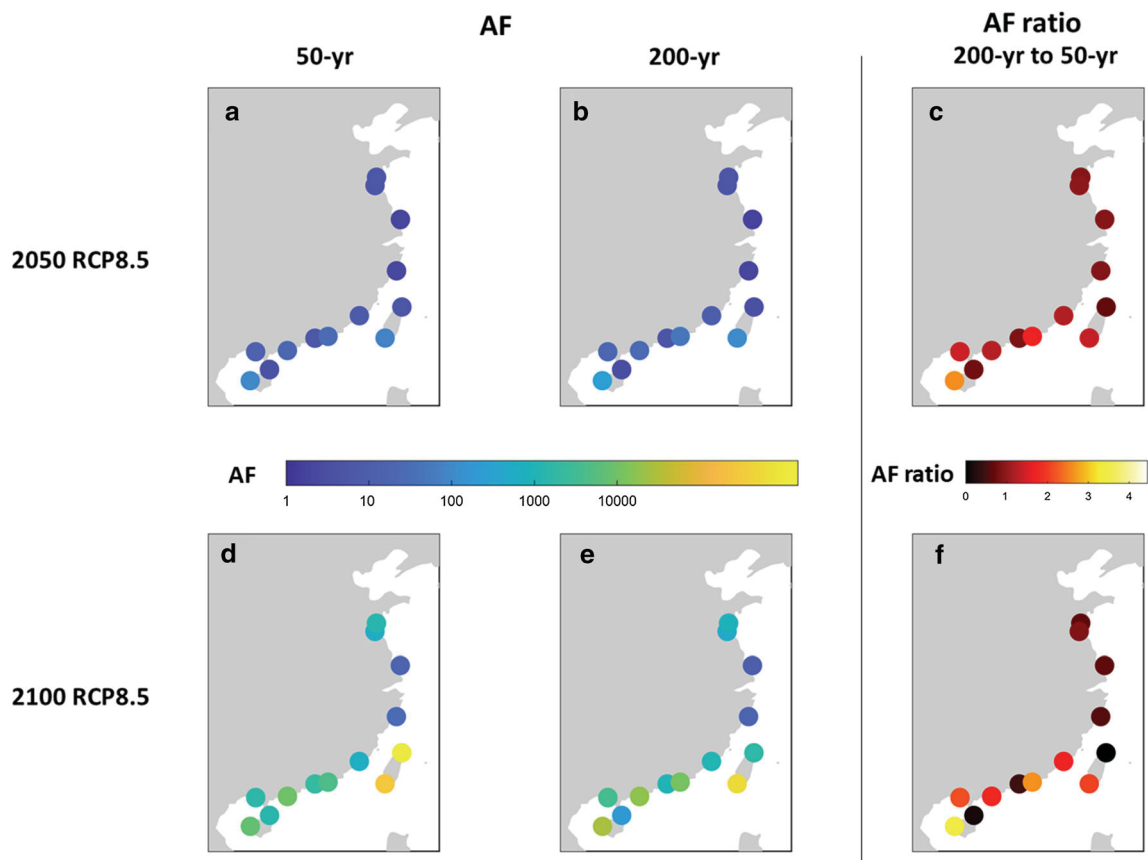 AF
AF ratio
50-yr
200-yr
200-yr to 50-yr
a
b
c
2050 RCP8.5
AF
1 10 100 1000 10000
AF ratio
0 1 2 3 4
d
e
f
2100 RCP8.5